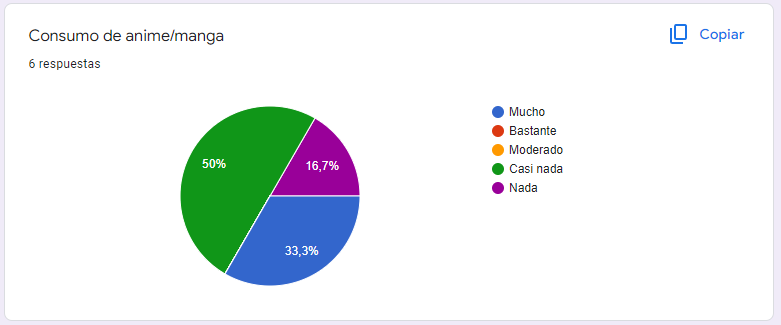 Consumo de anime/manga
Copiar
6 respuestas
Mucho
Bastante
Moderado
Casi nada
Nada
50%
16,7%
33,3%